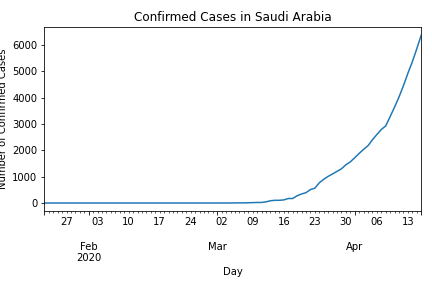 Confirmed Cases in Saudi Arabia
Number of Confirmed Cases
6000
5000
4000
3000
2000
1000
0
27 03 10 17 24 02 09 16 23 30 06 13
Feb Mar Apr
2020
Day